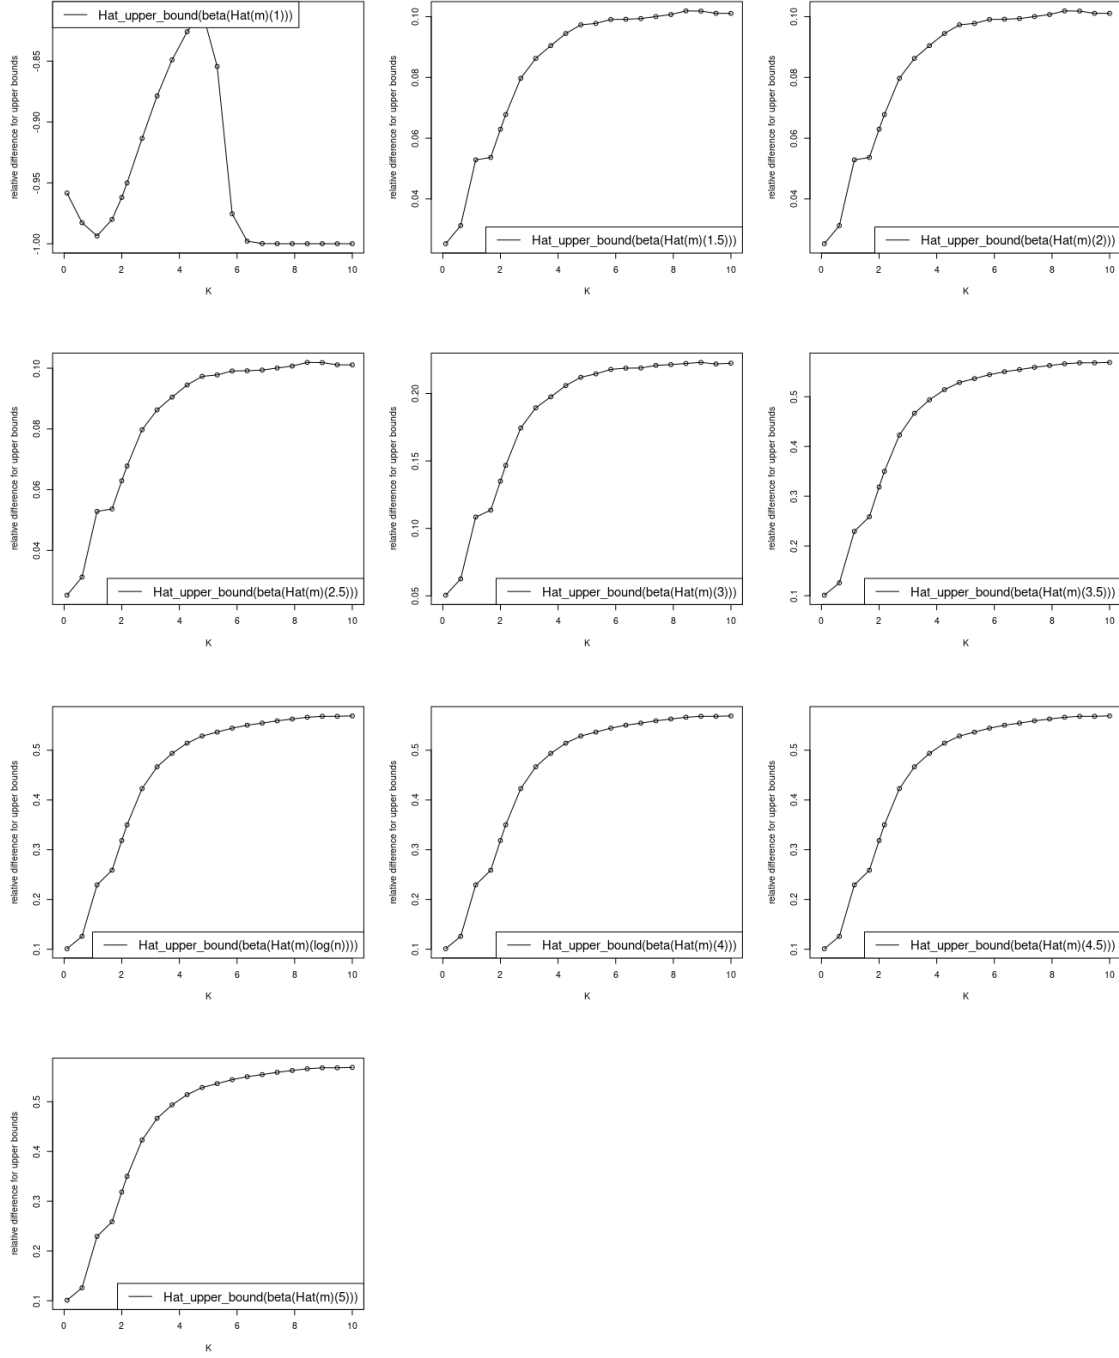 Hat_upper_bound(beta(Hat(m)(1)))
relative difference for upper bounds
-0.85
-0.90
-0.95
-1.00
0 2 4 6 8 10
K
Hat_upper_bound(beta(Hat(m)(1.5)))
relative difference for upper bounds
0.10
0.08
0.06
0.04
0 2 4 6 8 10
K
Hat_upper_bound(beta(Hat(m)(2)))
relative difference for upper bounds
0.10
0.08
0.06
0.04
0 2 4 6 8 10
K
Hat_upper_bound(beta(Hat(m)(2.5)))
relative difference for upper bounds
0.10
0.08
0.06
0.04
0 2 4 6 8 10
K
Hat_upper_bound(beta(Hat(m)(3)))
relative difference for upper bounds
0.20
0.15
0.10
0.05
0 2 4 6 8 10
K
Hat_upper_bound(beta(Hat(m)(3.5)))
relative difference for upper bounds
0.5
0.4
0.3
0.2
0.1
0 2 4 6 8 10
K
Hat_upper_bound(beta(Hat(m)(log(n))))
relative difference for upper bounds
0.5
0.4
0.3
0.2
0.1
0 2 4 6 8 10
K
Hat_upper_bound(beta(Hat(m)(4)))
relative difference for upper bounds
0.5
0.4
0.3
0.2
0.1
0 2 4 6 8 10
K
Hat_upper_bound(beta(Hat(m)(4.5)))
relative difference for upper bounds
0.5
0.4
0.3
0.2
0.1
0 2 4 6 8 10
K
Hat_upper_bound(beta(Hat(m)(5)))
relative difference for upper bounds
0.5
0.4
0.3
0.2
0.1
0 2 4 6 8 10
K